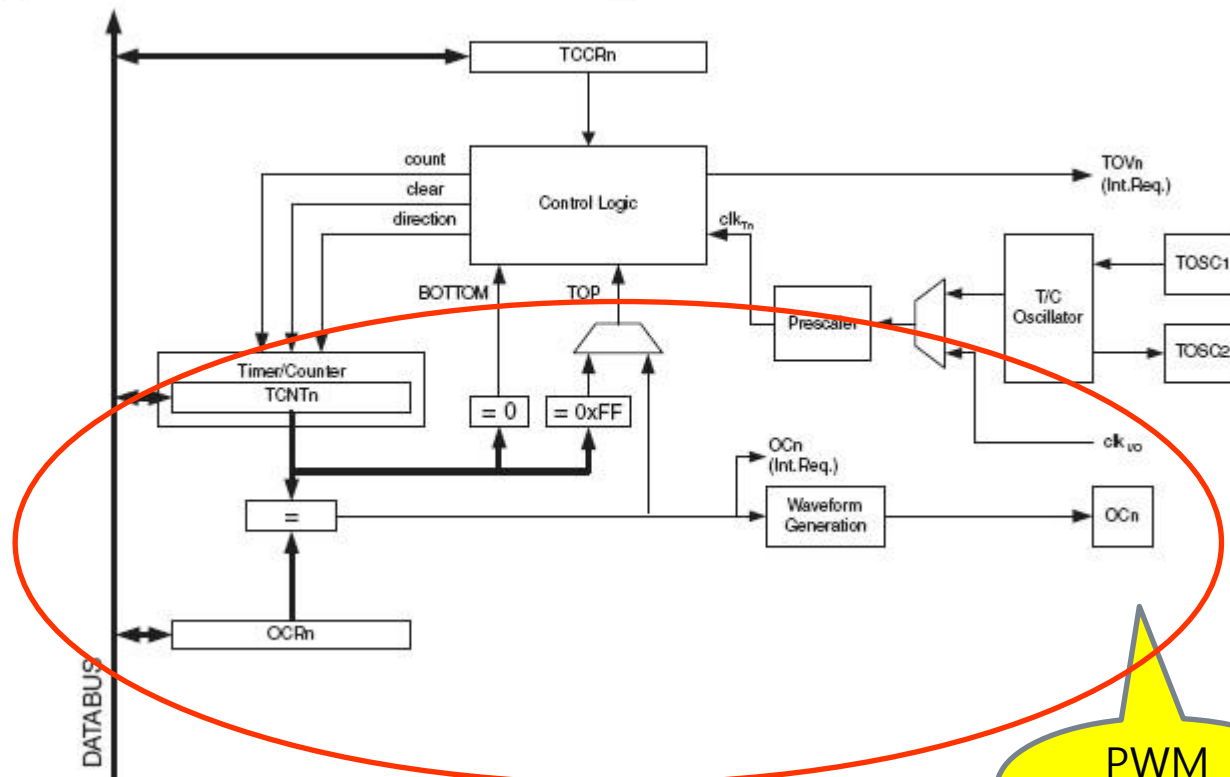 TCCRn
count
clear
direction
Control Logic
TOVn
(Int.Req.)
clkTn
BOTTOM
TOP
Prescaler
T/C
Oscillator
TOSC1
TOSC2
Timer/Counter
TCNTn
= 0
= 0xFF
OCn
(Int.Req.)
clkI/O
=
Waveform
Generation
OCn
OCRn
DATABUS
PWM